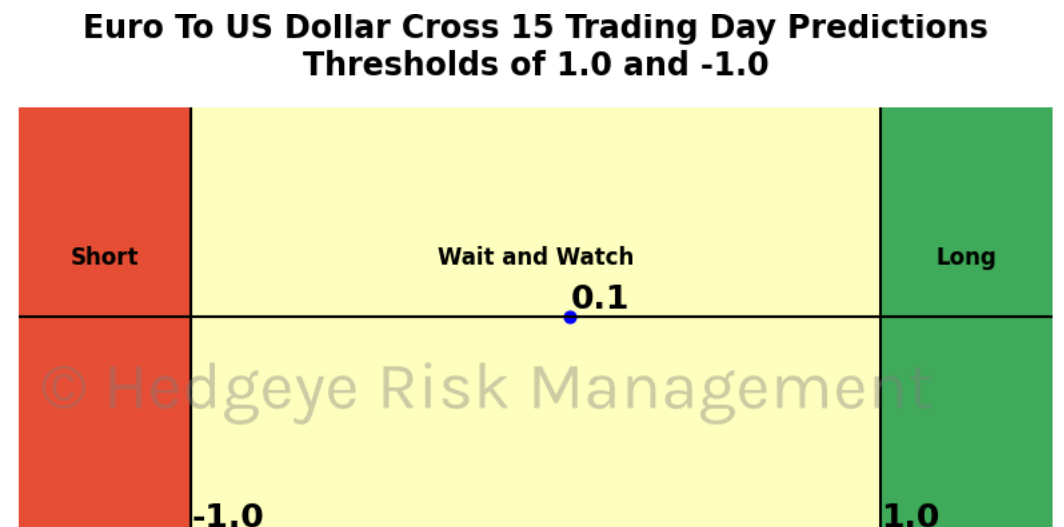 Euro To US Dollar Cross 15 Trading Day Predictions
Thresholds of 1.0 and -1.0
Short
Wait and Watch
Long
0.1
© Hedgeye Risk Management
-1.0
1.0